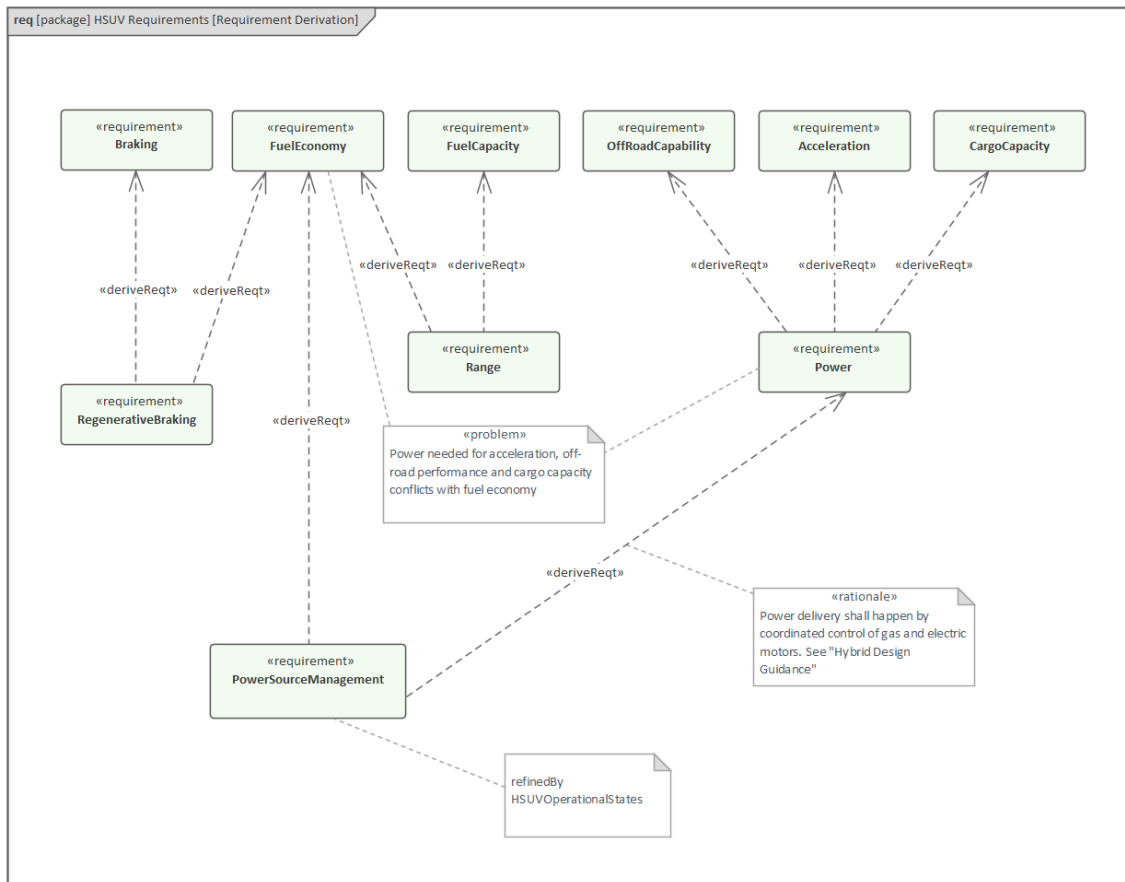 req [package] HSUV Requirements [Requirement Derivation]
«requirement»
Braking
«requirement»
FuelEconomy
«requirement»
FuelCapacity
«requirement»
OffRoadCapability
«requirement»
Acceleration
«requirement»
CargoCapacity
«deriveReqt»
«deriveReqt»
«deriveReqt»
«deriveReqt»
«deriveReqt»
«deriveReqt»
«deriveReqt»
«requirement»
Range
«requirement»
Power
«requirement»
RegenerativeBraking
«deriveReqt»
«problem»
Power needed for acceleration, off-
road performance and cargo capacity
conflicts with fuel economy
«deriveReqt»
«rationale»
Power delivery shall happen by
coordinated control of gas and electric
motors. See "Hybrid Design
Guidance"
«requirement»
PowerSourceManagement
refinedBy
HSUVOperationalStates